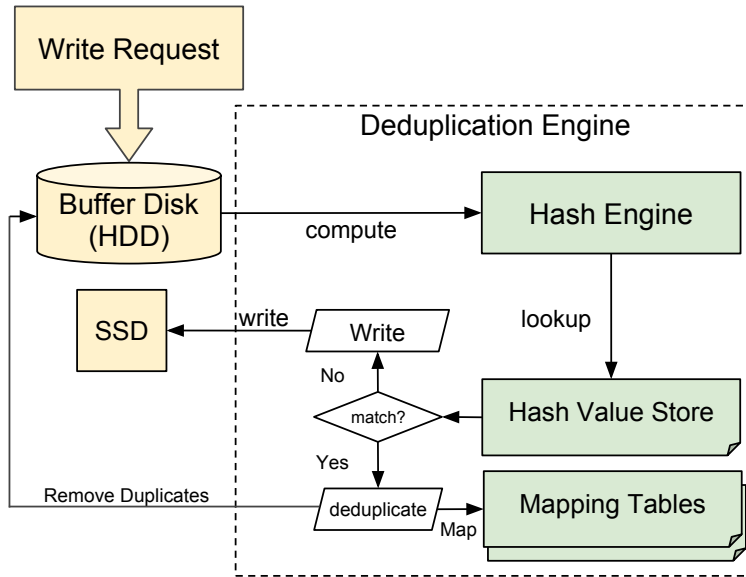 Write Request
Deduplication Engine
Buffer Disk
(HDD)
compute
Hash Engine
lookup
SSD
write
Write
No
match?
Hash Value Store
Yes
Remove Duplicates
deduplicate
Map
Mapping Tables